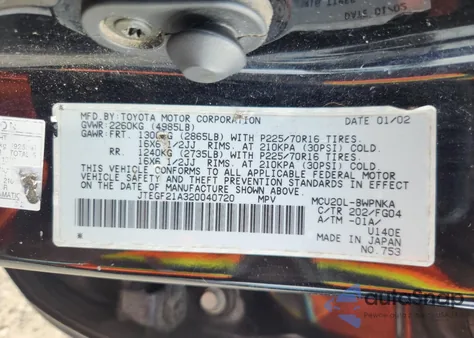 MFD.BY:TOYOTA MOTOR CORPORATION DATE 01/02
GVWR 2260KG (4985LB)
GAWR FRT. 1300KG (2865LB) WITH P225/70R16 TIRES.
16X6 1/2JJ RIMS. AT 210KPA (30PSI) COLD.
RR. 1240KG (2735LB) WITH P225/70R16 TIRES.
16X6 1/2JJ RIMS. AT 210KPA (30PSI) COLD.
THIS VEHICLE CONFORMS TO ALL APPLICABLE FEDERAL MOTOR
VEHICLE SAFETY AND THEFT PREVENTION STANDARDS IN EFFECT ON
THE DATE OF MANUFACTURE SHOWN ABOVE.
JTEGF21A320040720 MPV MCU20L-BWPNKA
C/TR 202/FG04
A/TM -01A/
U140E
MADE IN JAPAN
NO.753
autosnap